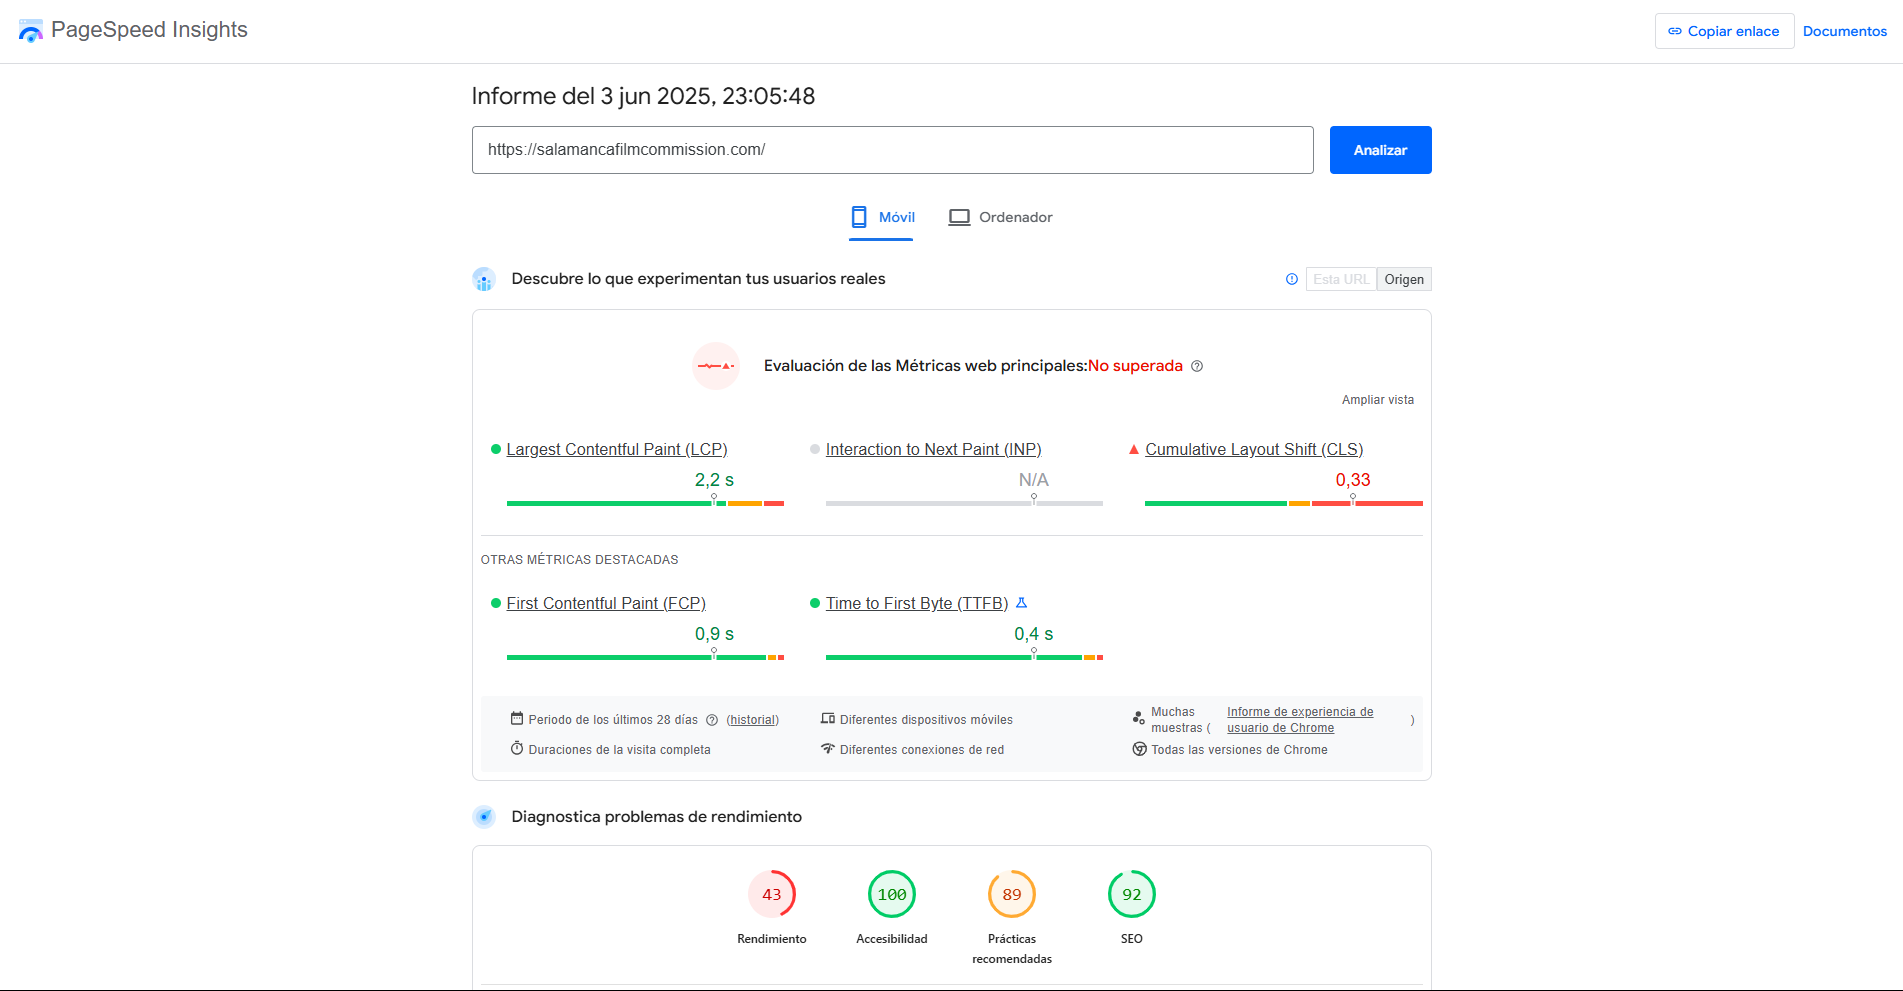 PageSpeed Insights
Copiar enlace
Documentos
Informe del 3 jun 2025, 23:05:48
https://salamancafilmcommission.com/
Analizar
Móvil
Ordenador
Descubre lo que experimentan tus usuarios reales
Esta URL
Origen
Evaluación de las Métricas web principales:No superada
Ampliar vista
Largest Contentful Paint (LCP)
2,2 s
Interaction to Next Paint (INP)
N/A
Cumulative Layout Shift (CLS)
0,33
OTRAS MÉTRICAS DESTACADAS
First Contentful Paint (FCP)
0,9 s
Time to First Byte (TTFB)
0,4 s
Periodo de los últimos 28 días (historial)
Diferentes dispositivos móviles
Muchas muestras ( Informe de experiencia de usuario de Chrome )
Duraciones de la visita completa
Diferentes conexiones de red
Todas las versiones de Chrome
Diagnostica problemas de rendimiento
43
Rendimiento
100
Accesibilidad
89
Prácticas
recomendadas
92
SEO